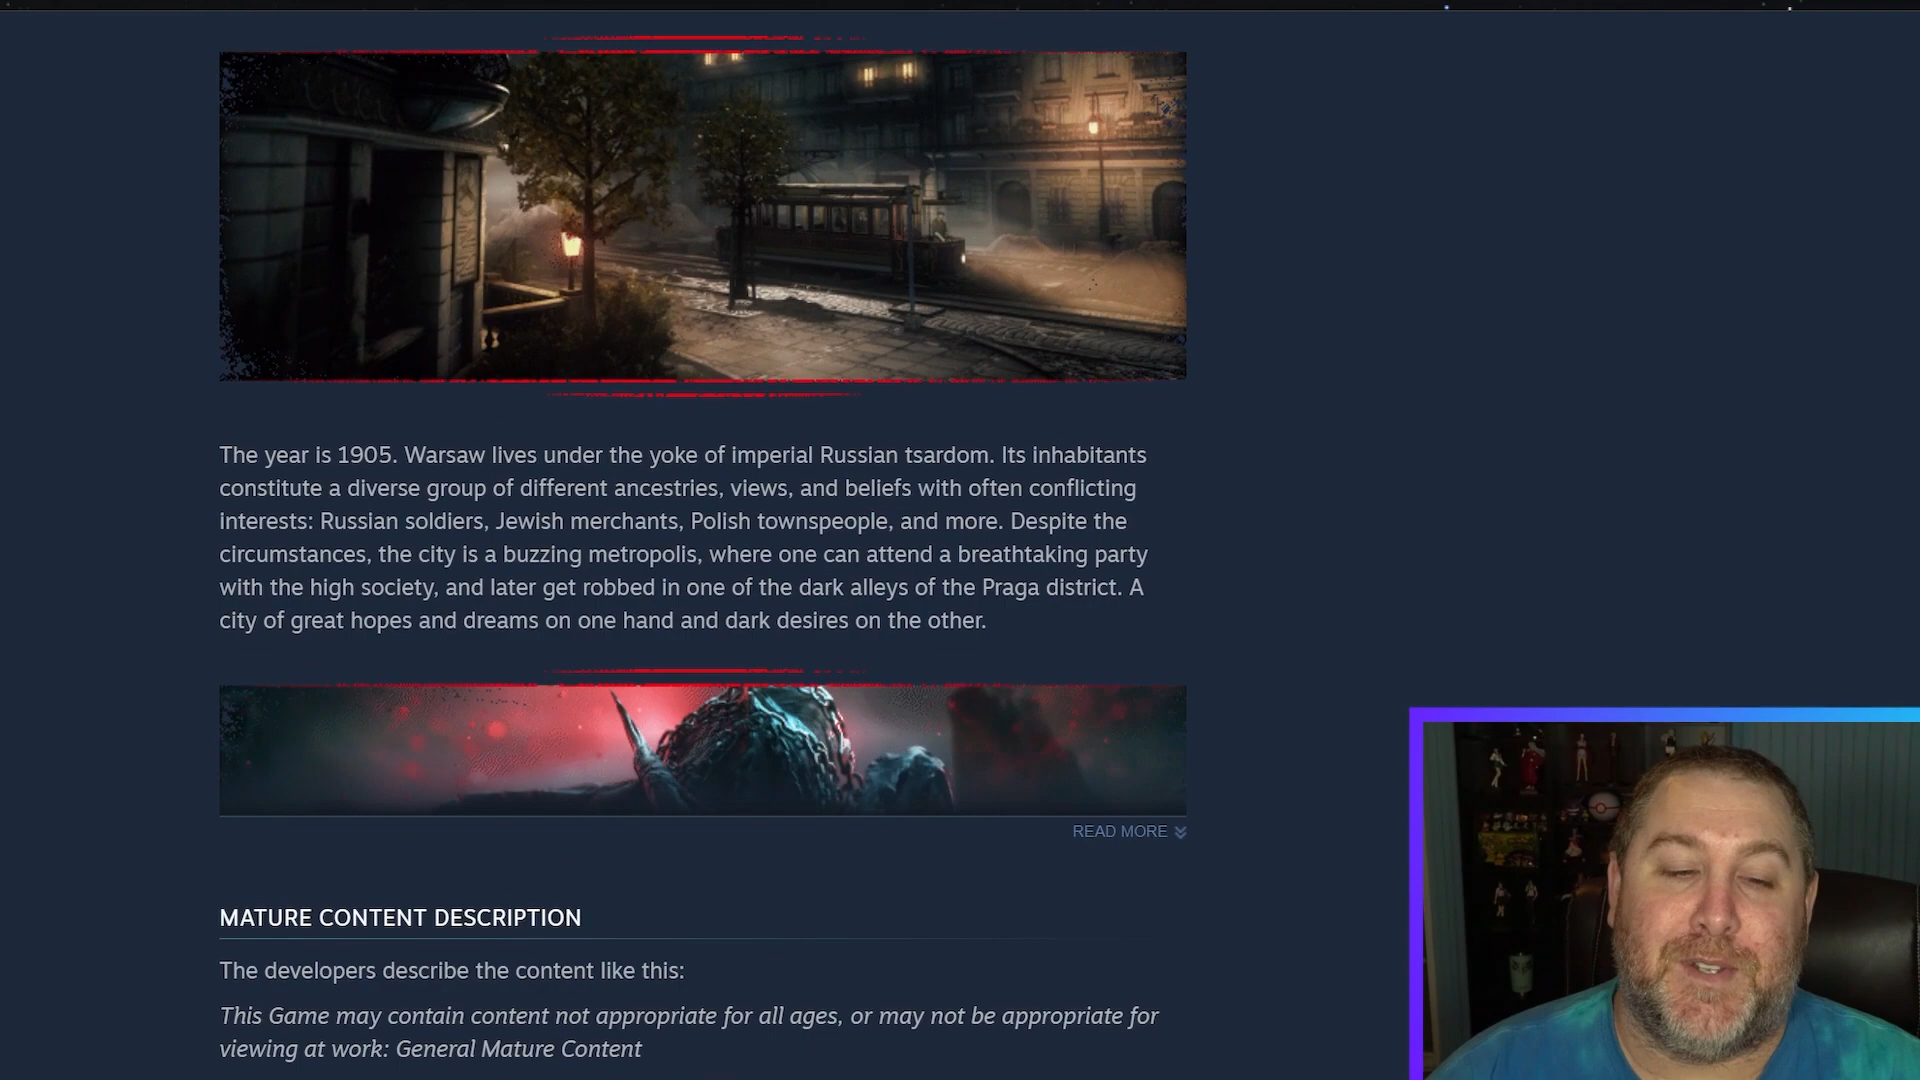 The year is 1905. Warsaw lives under the yoke of imperial Russian tsardom. Its inhabitants
constitute a diverse group of different ancestries, views, and beliefs with often conflicting
interests: Russian soldiers, Jewish merchants, Polish townspeople, and more. Despite the
circumstances, the city is a buzzing metropolis, where one can attend a breathtaking party
with the high society, and later get robbed in one of the dark alleys of the Praga district. A
city of great hopes and dreams on one hand and dark desires on the other.
READ MORE
MATURE CONTENT DESCRIPTION
The developers describe the content like this:
This Game may contain content not appropriate for all ages, or may not be appropriate for
viewing at work: General Mature Content